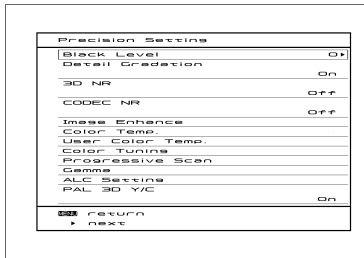 Precision Setting
Black Level 0▸
Detail Gradation
On
3D NR
Off
CODEC NR
Off
Image Enhance
Color Temp.
User Color Temp.
Color Tuning
Progressive Scan
Gamma
ALC Setting
PAL 3D Y/C
On
MENU return
▸ next